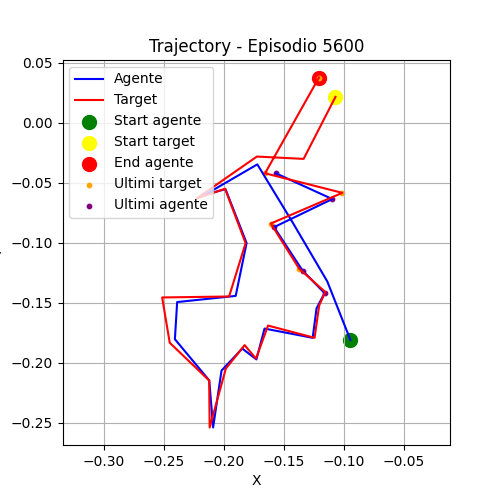 Trajectory - Episodio 5600
0.05
0.00
−0.05
−0.10
−0.15
−0.20
−0.25
Agente
Target
Start agente
Start target
End agente
Ultimi target
Ultimi agente
−0.30
−0.25
−0.20
−0.15
−0.10
−0.05
X